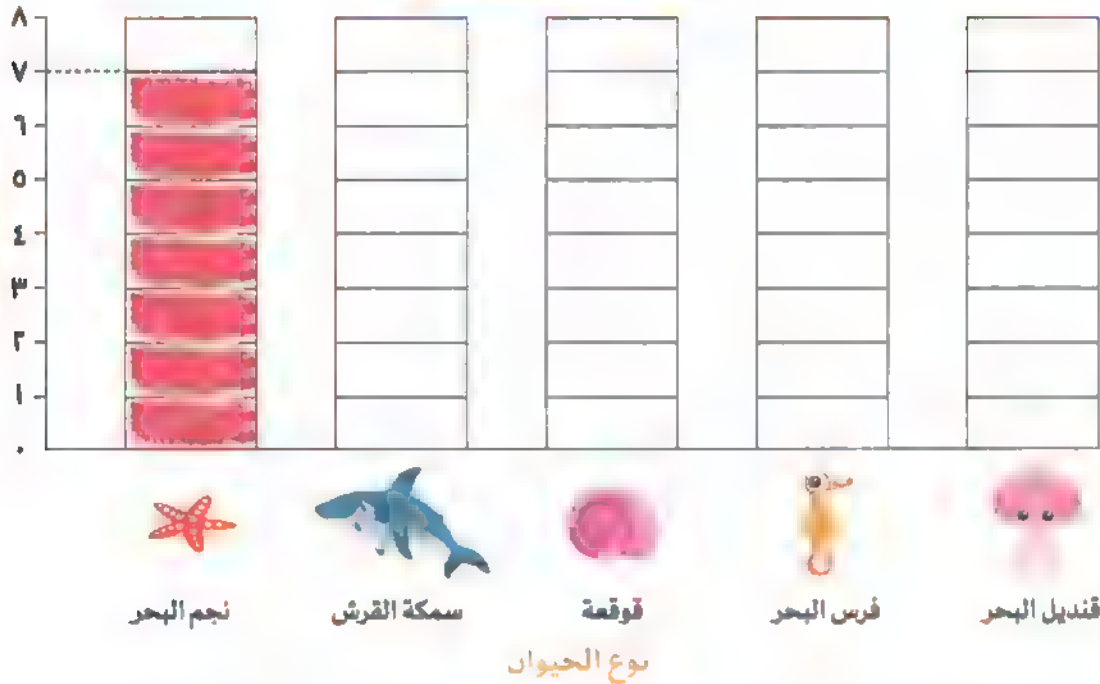 ٨
٧
٦
٥
٤
٣
٢
١
٠
نجم البحر
سمكة القرش
قوقعة
فرس البحر
قنديل البحر
نوع الحيوان